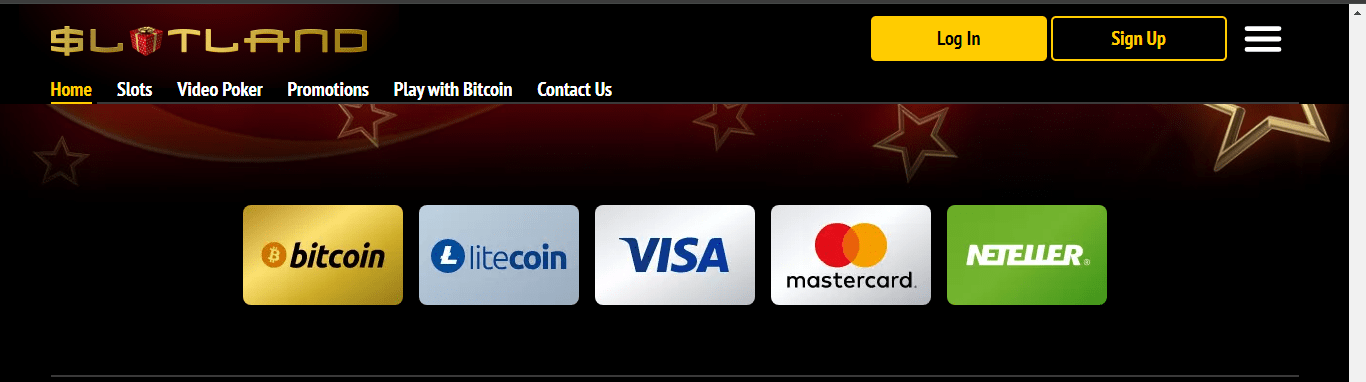 $LOTLAND
Log In
Sign Up
Home Slots Video Poker Promotions Play with Bitcoin Contact Us
bitcoin
litecoin
VISA
mastercard.
NETELLER®